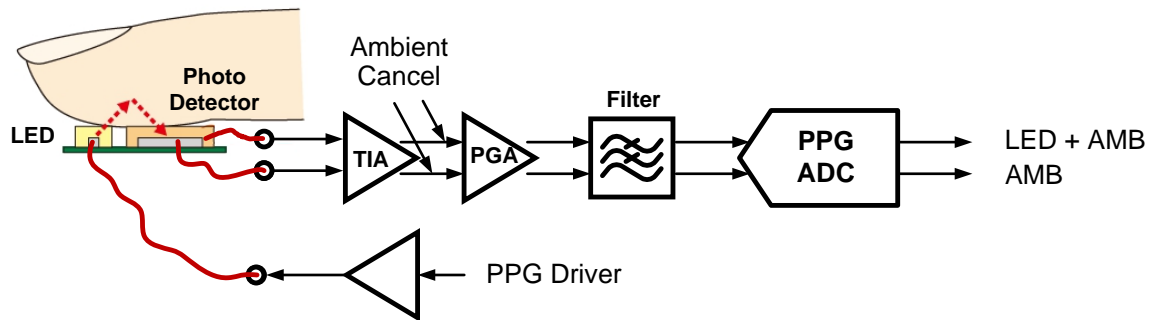 Ambient
Cancel
Photo
Detector
Filter
LED
TIA
PGA
PPG
ADC
LED + AMB
AMB
PPG Driver